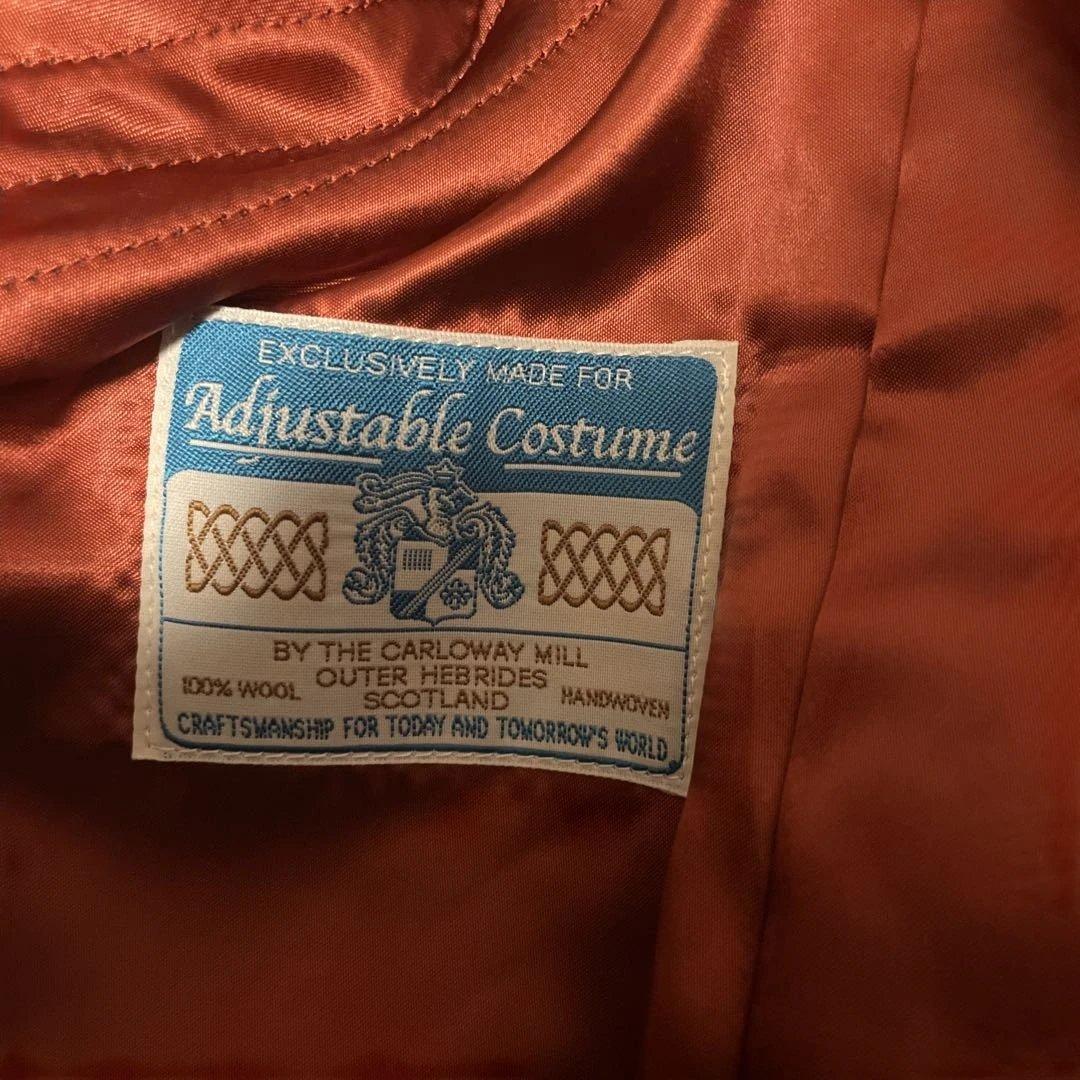 EXCLUSIVELY MADE FOR
Adjustable Costume
BY THE CARLOWAY MILL
OUTER HEBRIDES
100% WOOL SCOTLAND HANDWOVEN
CRAFTSMANSHIP FOR TODAY AND TOMORROW'S WORLD